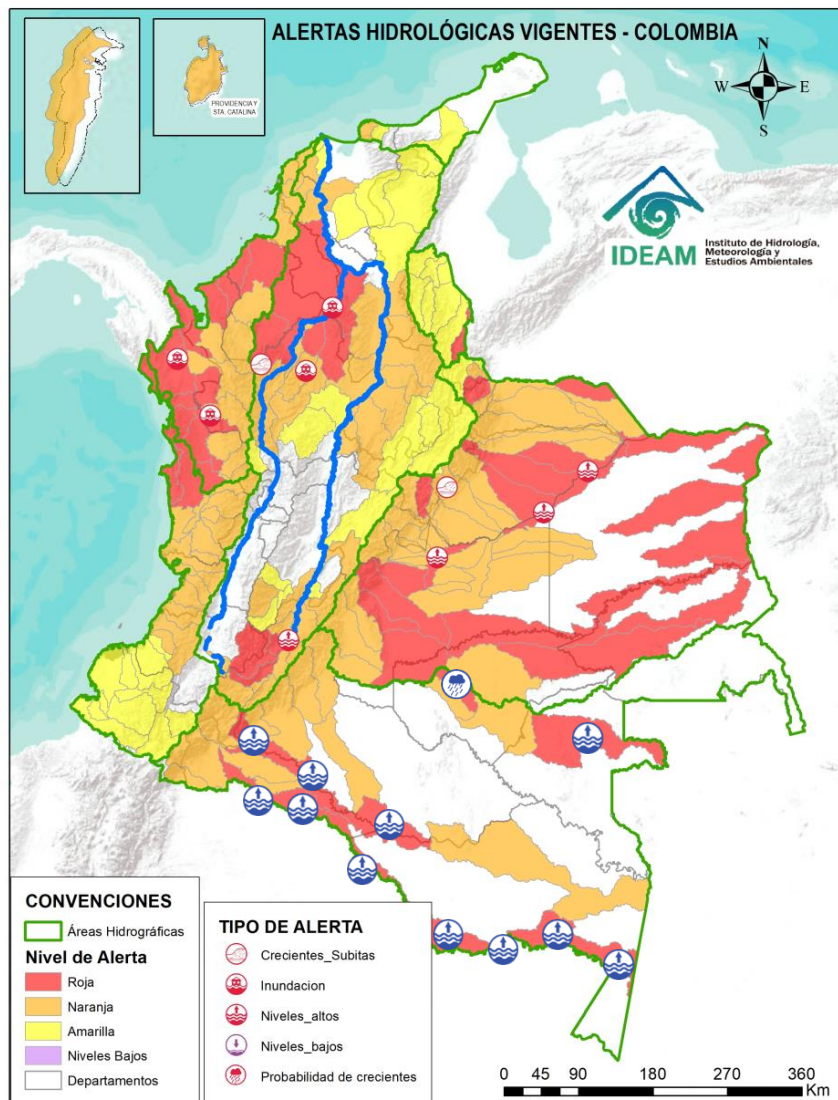 ALERTAS HIDROLÓGICAS VIGENTES - COLOMBIA
N
W
E
S
PROVIDENCIA Y
STA. CATALINA
IDEAM
Instituto de Hidrología,
Meteorología y
Estudios Ambientales
CONVENCIONES
Áreas Hidrográficas
Nivel de Alerta
Roja
Naranja
Amarilla
Niveles Bajos
Departamentos
TIPO DE ALERTA
Crecientes_Subitas
Inundacion
Niveles_altos
Niveles_bajos
Probabilidad de crecientes
0 45 90 180 270 360
Km